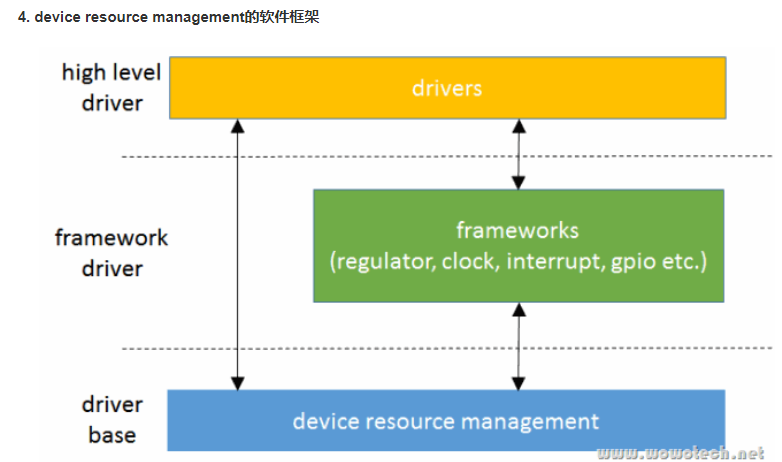 4. device resource management的软件框架
high level
driver
drivers
framework
driver
frameworks
(regulator, clock, interrupt, gpio etc.)
driver
base
device resource management
www.wowotech.net